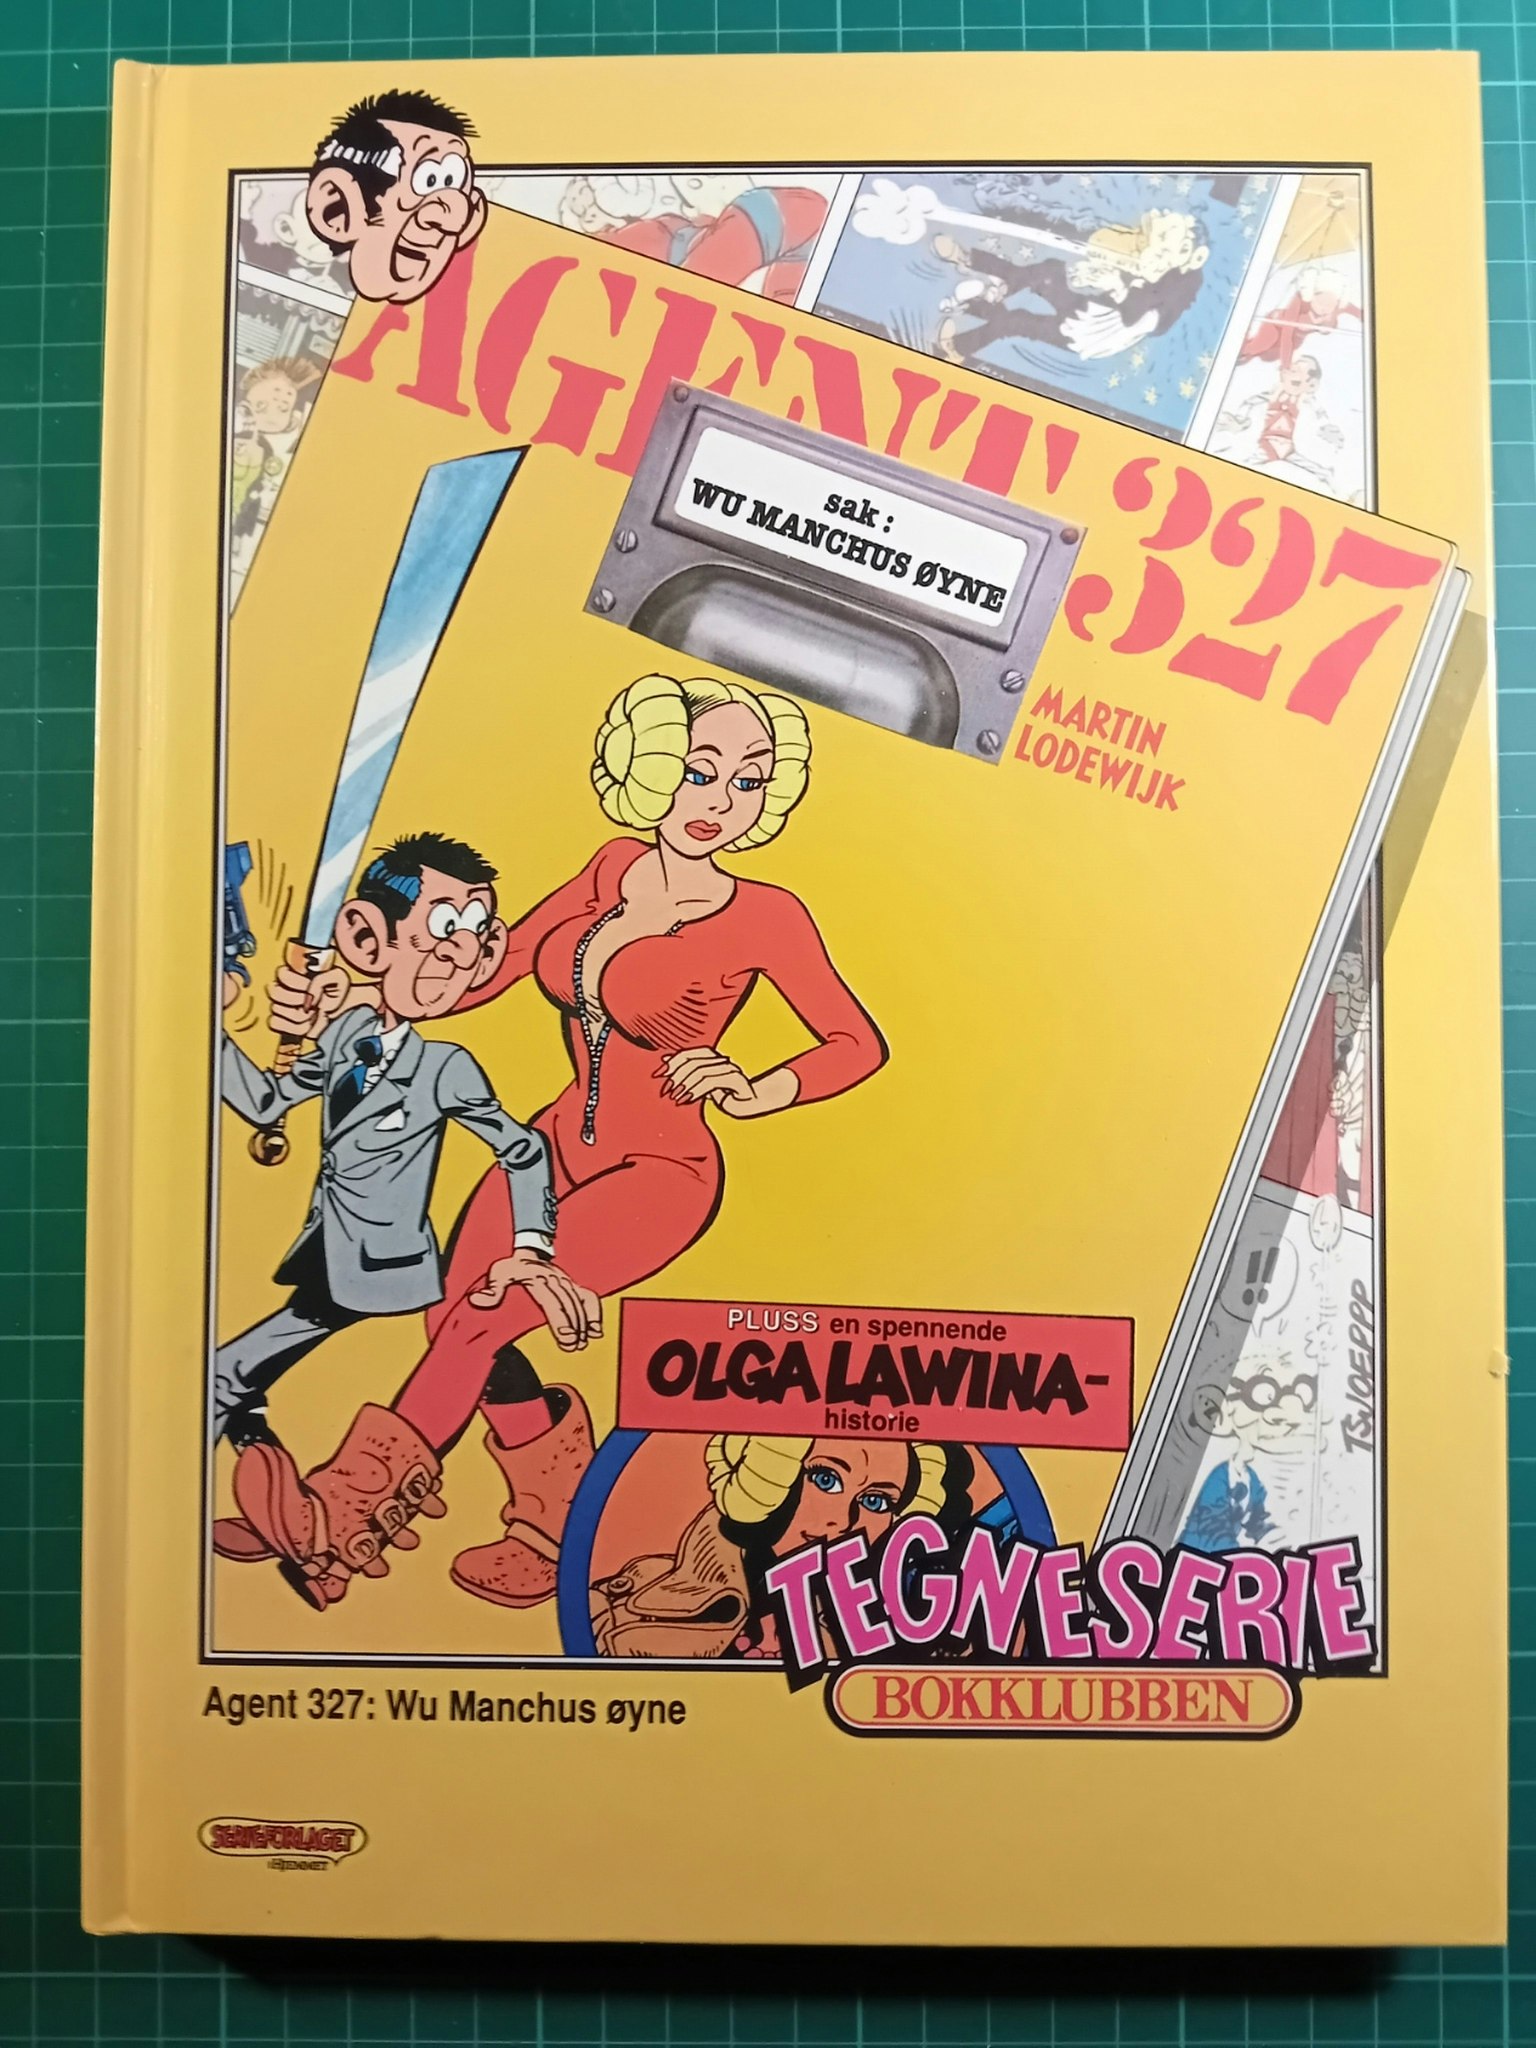 AGENT 327
sak :
WU MANCHUS ØYNE
MARTIN
LODEWIJK
!!
TSJOEPPP
PLUSS en spennende
OLGA LAWINA-
historie
TEGNESERIE
BOKKLUBBEN
Agent 327: Wu Manchus øyne
SERIEFORLAGET
HJEMMET